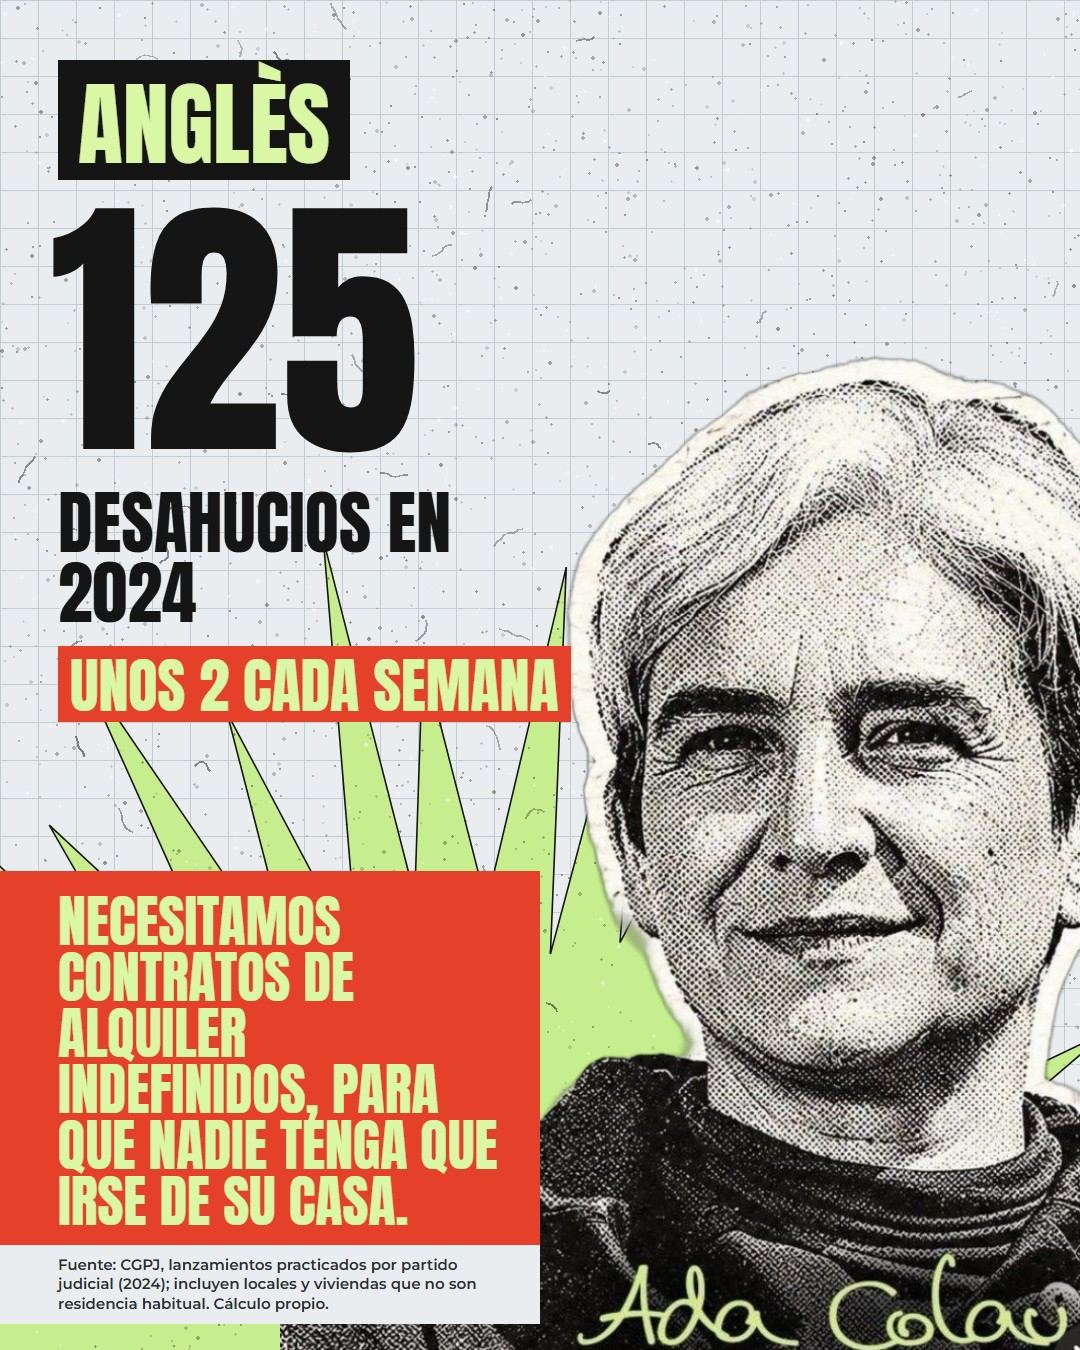 ANGLÈS
125
DESAHUCIOS EN
2024
UNOS 2 CADA SEMANA
NECESITAMOS
CONTRATOS DE
ALQUILER
INDEFINIDOS, PARA
QUE NADIE TENGA QUE
IRSE DE SU CASA.
Fuente: CGPJ, lanzamientos practicados por partido
judicial (2024); incluyen locales y viviendas que no son
residencia habitual. Cálculo propio.
Ada Colau